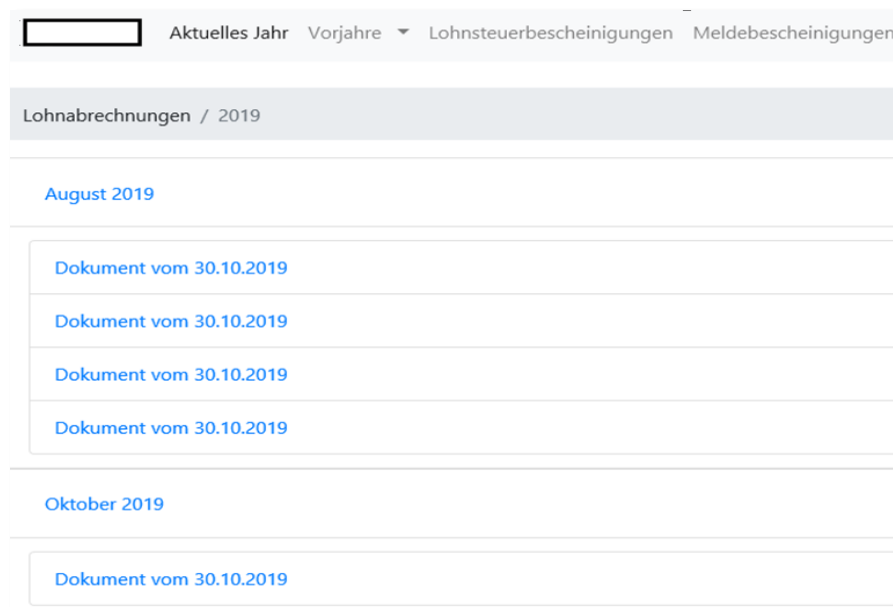 Aktuelles Jahr Vorjahre Lohnsteuerbescheinigungen Meldebescheinigungen
Lohnabrechnungen / 2019
August 2019
Dokument vom 30.10.2019
Dokument vom 30.10.2019
Dokument vom 30.10.2019
Dokument vom 30.10.2019
Oktober 2019
Dokument vom 30.10.2019